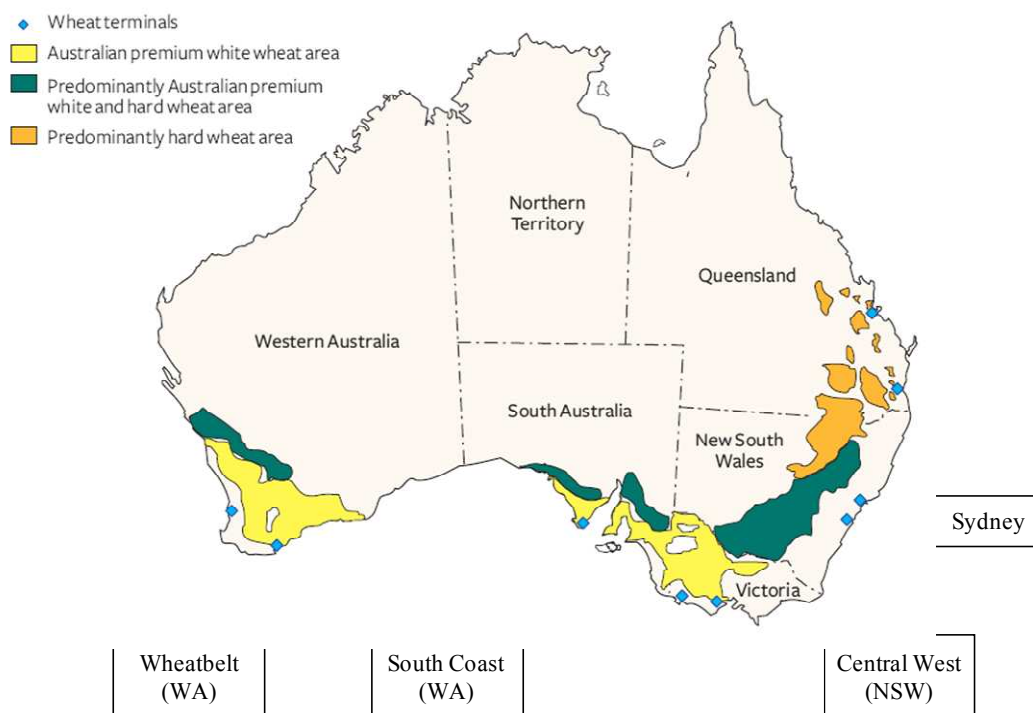 Wheat terminals
Australian premium white wheat area
Predominantly Australian premium
white and hard wheat area
Predominantly hard wheat area
Northern
Territory
Queensland
Western Australia
South Australia
New South
Wales
Sydney
Victoria
Wheatbelt
(WA)
South Coast
(WA)
Central West
(NSW)